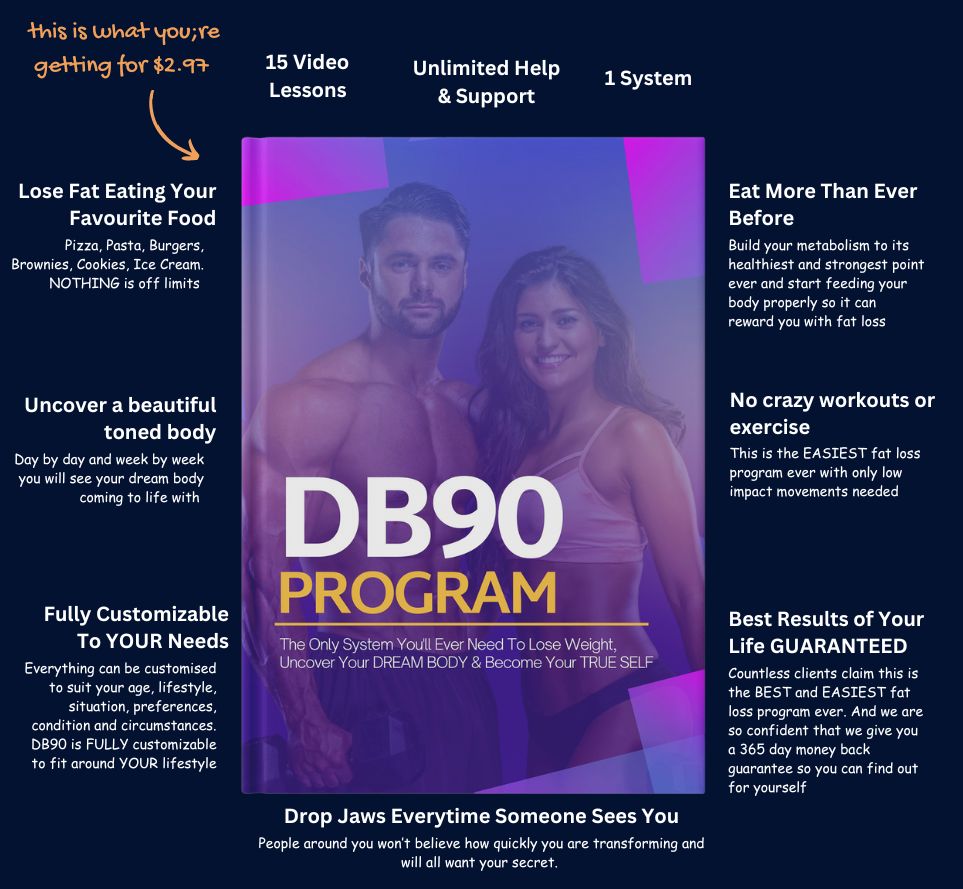 this is what you;re
getting for $2.97
15 Video
Lessons
Unlimited Help
& Support
1 System
Lose Fat Eating Your
Favourite Food
Pizza, Pasta, Burgers,
Brownies, Cookies, Ice Cream.
NOTHING is off limits
Uncover a beautiful
toned body
Day by day and week by week
you will see your dream body
coming to life with
Fully Customizable
To YOUR Needs
Everything can be customised
to suit your age, lifestyle,
situation, preferences,
condition and circumstances.
DB90 is FULLY customizable
to fit around YOUR lifestyle
DB90
PROGRAM
The Only System You'll Ever Need To Lose Weight,
Uncover Your DREAM BODY & Become Your TRUE SELF
Eat More Than Ever
Before
Build your metabolism to its
healthiest and strongest point
ever and start feeding your
body properly so it can
reward you with fat loss
No crazy workouts or
exercise
This is the EASIEST fat loss
program ever with only low
impact movements needed
Best Results of Your
Life GUARANTEED
Countless clients claim this is
the BEST and EASIEST fat
loss program ever. And we are
so confident that we give you
a 365 day money back
guarantee so you can find out
for yourself
Drop Jaws Everytime Someone Sees You
People around you won't believe how quickly you are transforming and
will all want your secret.